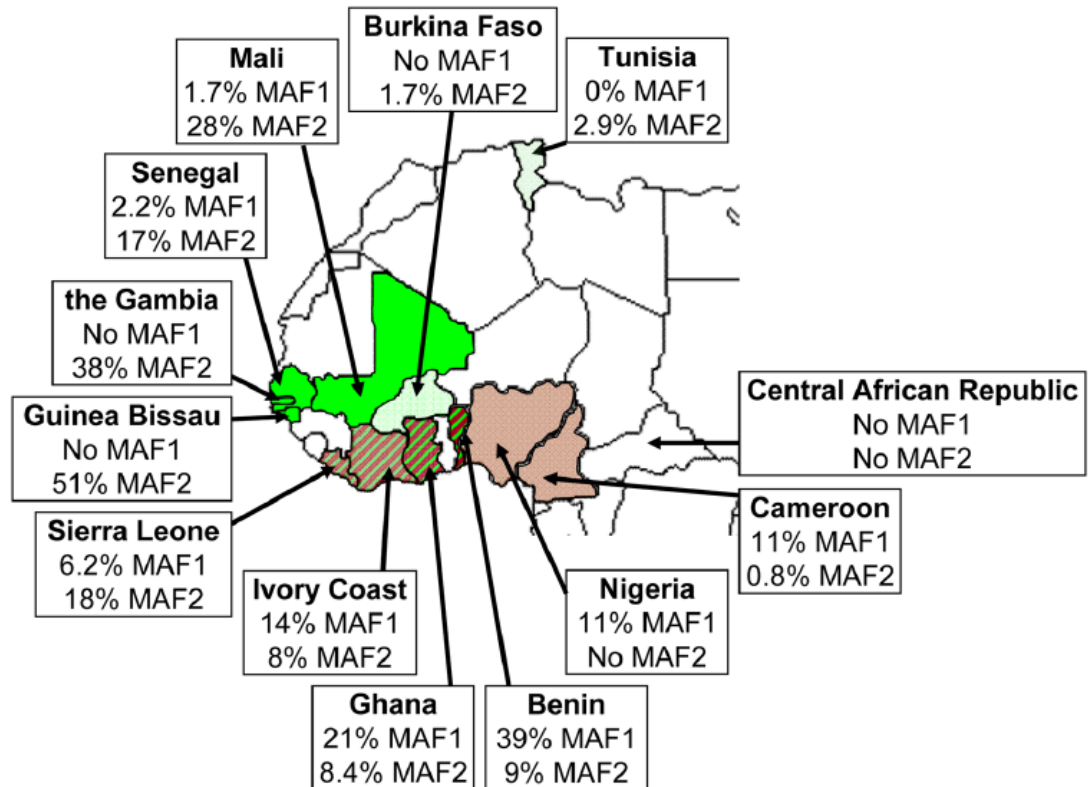 Burkina Faso
No MAF1
1.7% MAF2
Mali
1.7% MAF1
28% MAF2
Tunisia
0% MAF1
2.9% MAF2
Senegal
2.2% MAF1
17% MAF2
the Gambia
No MAF1
38% MAF2
Guinea Bissau
No MAF1
51% MAF2
Central African Republic
No MAF1
No MAF2
Sierra Leone
6.2% MAF1
18% MAF2
Cameroon
11% MAF1
0.8% MAF2
Ivory Coast
14% MAF1
8% MAF2
Nigeria
11% MAF1
No MAF2
Ghana
21% MAF1
8.4% MAF2
Benin
39% MAF1
9% MAF2